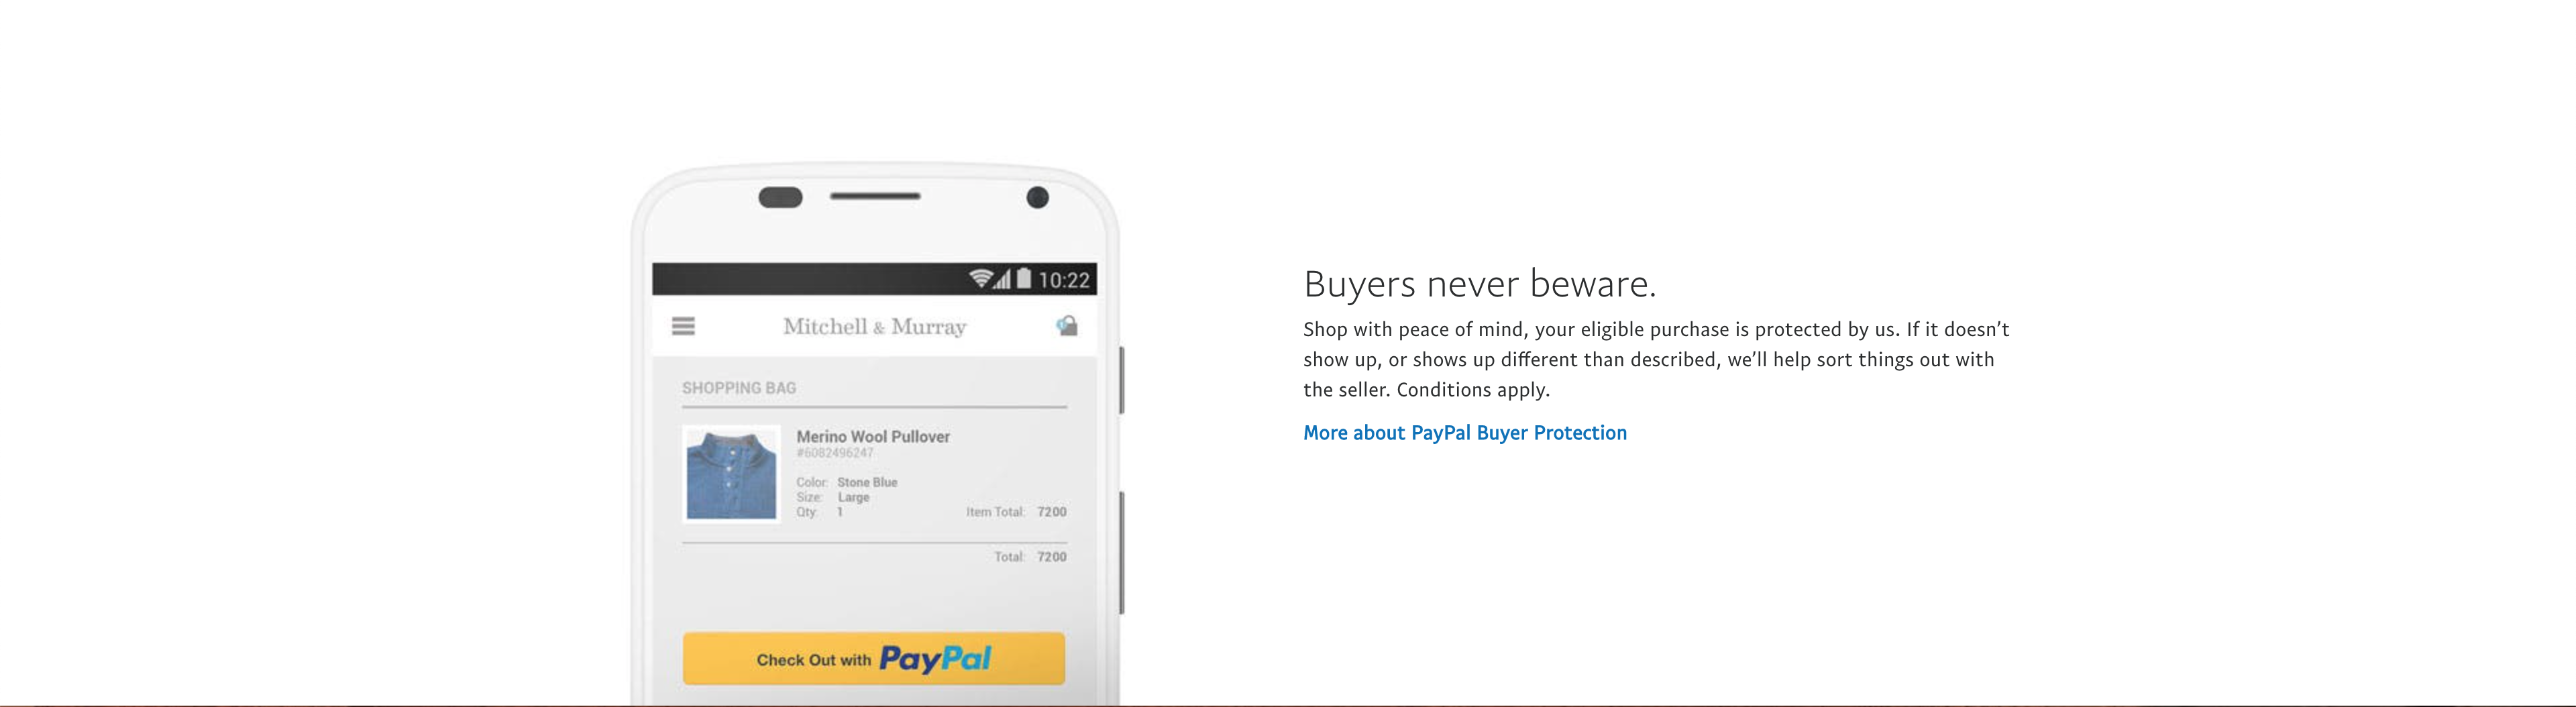 10:22
Mitchell & Murray
SHOPPING BAG
Merino Wool Pullover
#6082496247
Color: Stone Blue
Size: Large
Qty: 1
Item Total: 7200
Total: 7200
Check Out with PayPal
Buyers never beware.
Shop with peace of mind, your eligible purchase is protected by us. If it doesn’t
show up, or shows up different than described, we’ll help sort things out with
the seller. Conditions apply.
More about PayPal Buyer Protection